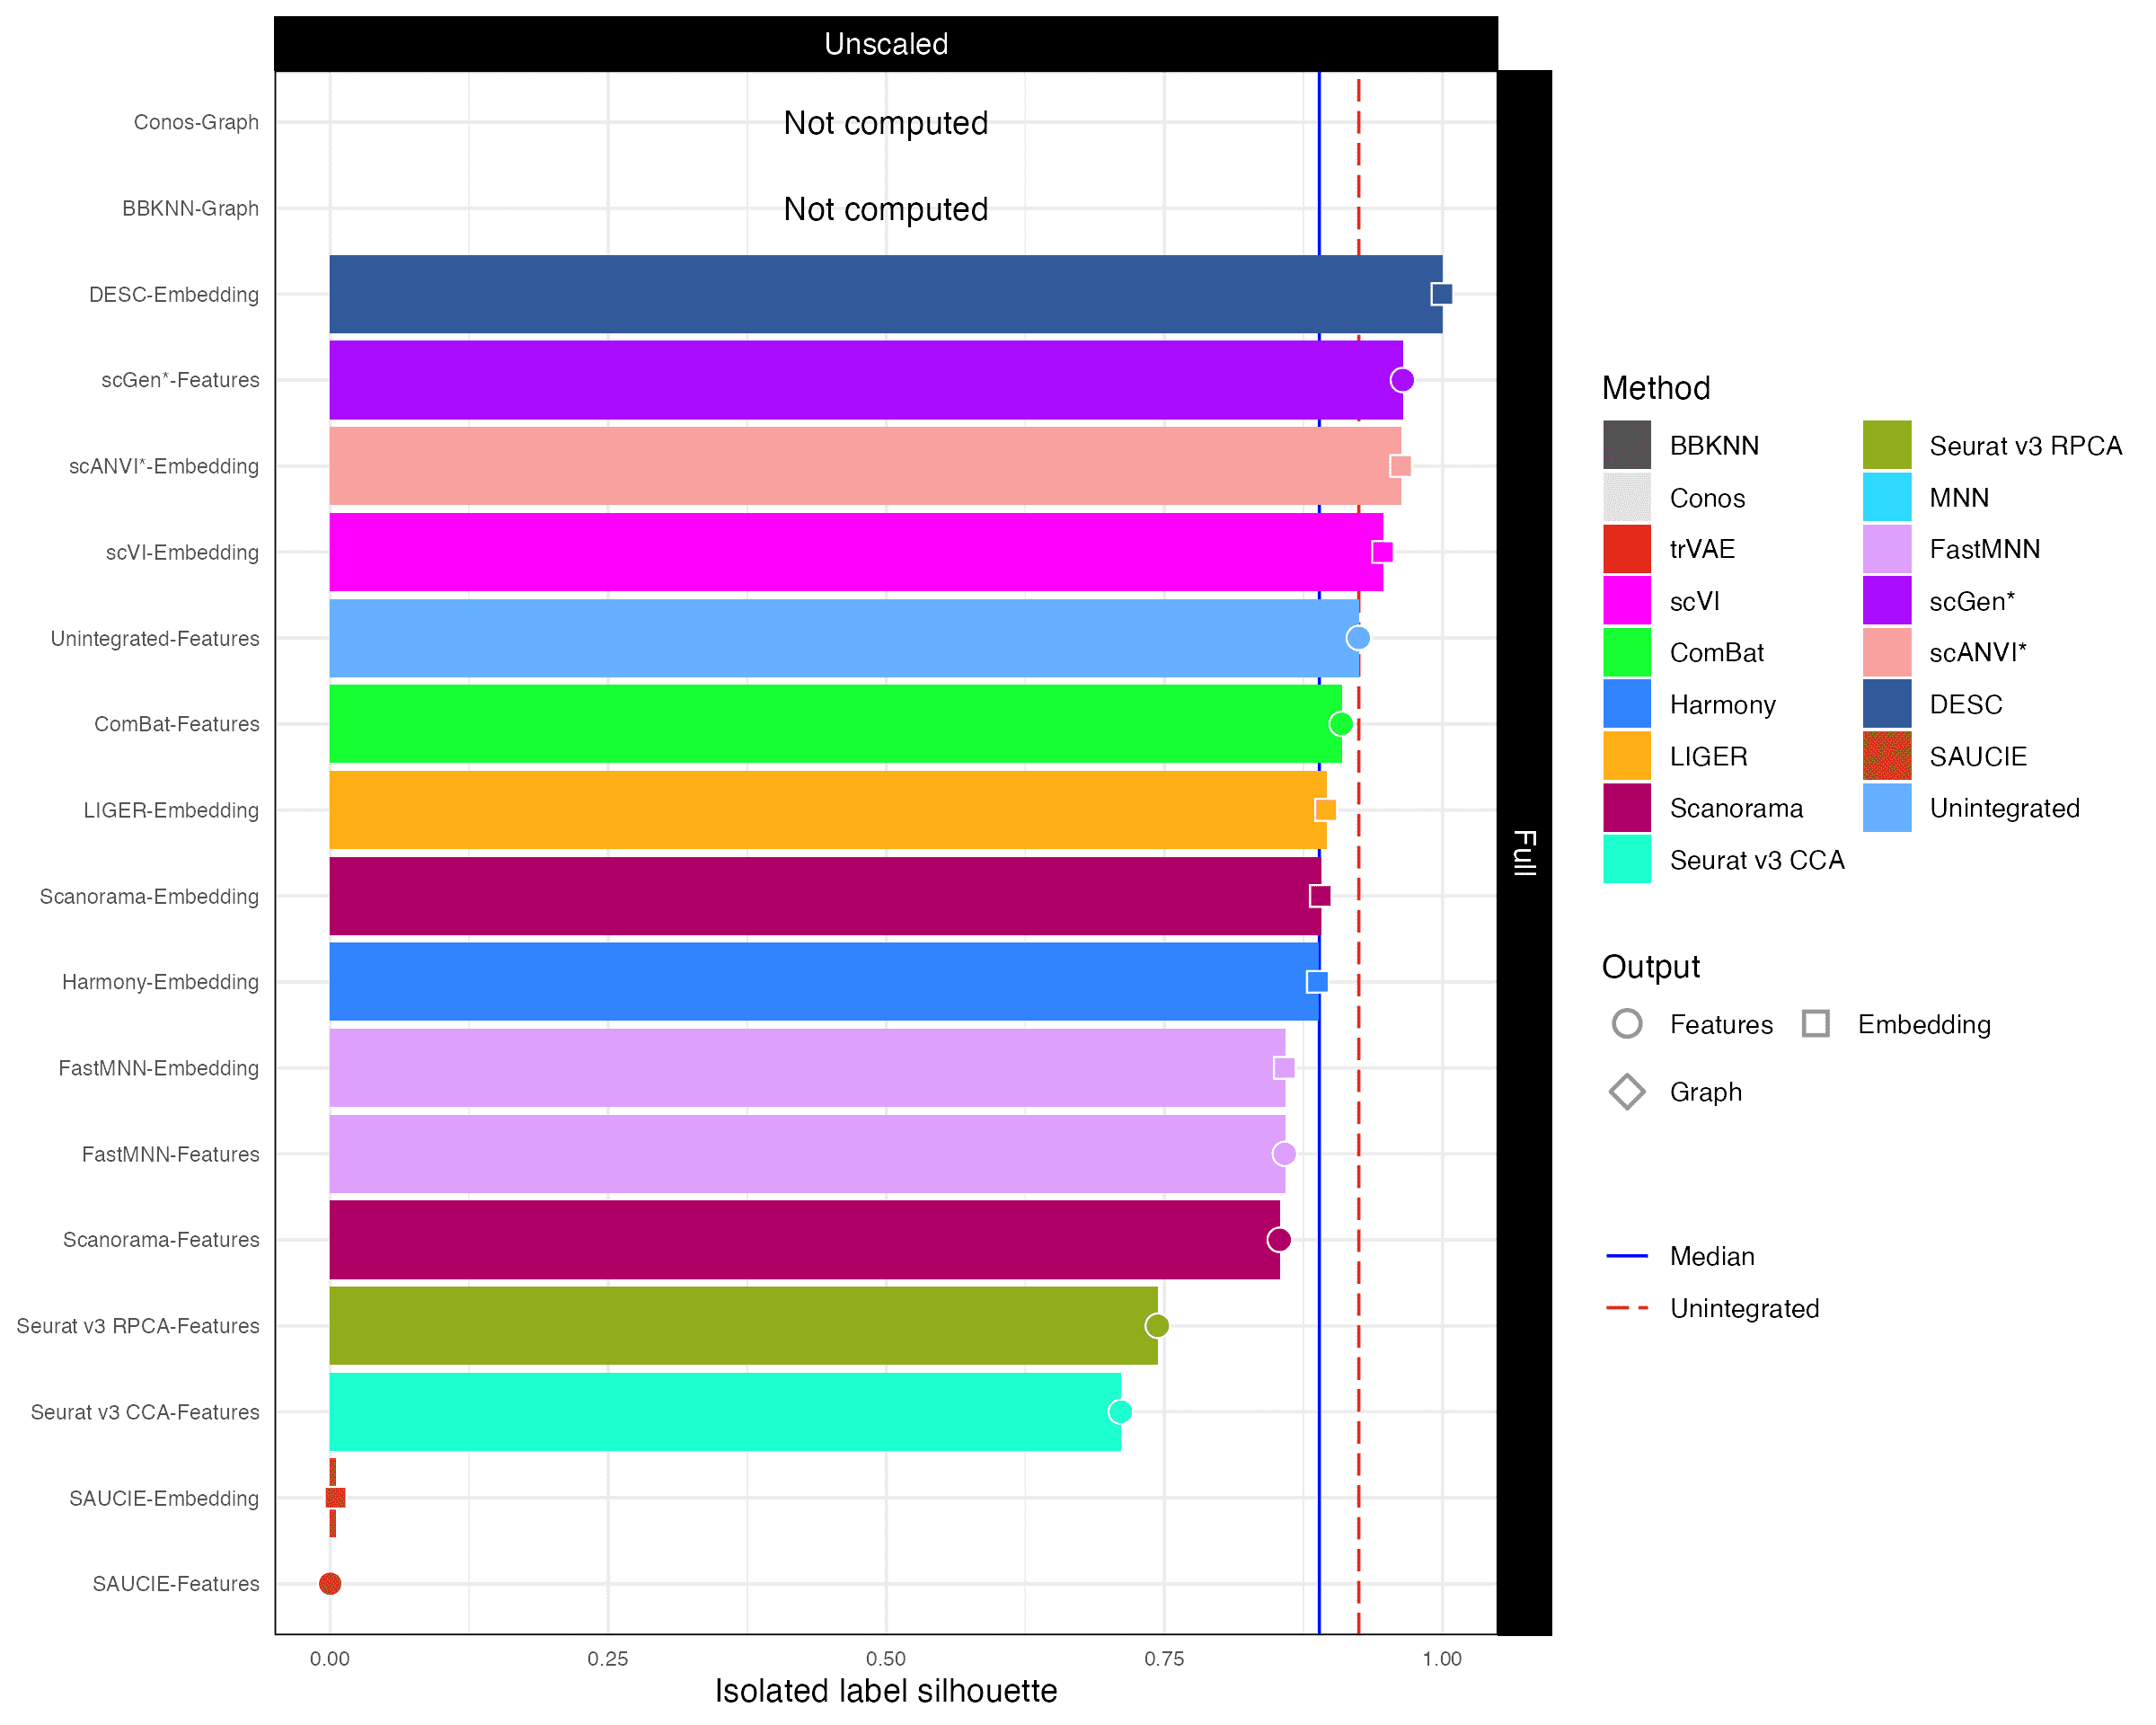 Unscaled
Conos-Graph
Not computed
BBKNN-Graph
Not computed
DESC-Embedding
scGen*-Features
scANVI*-Embedding
scVI-Embedding
Unintegrated-Features
ComBat-Features
LIGER-Embedding
Scanorama-Embedding
Harmony-Embedding
FastMNN-Embedding
FastMNN-Features
Scanorama-Features
Seurat v3 RPCA-Features
Seurat v3 CCA-Features
SAUCIE-Embedding
SAUCIE-Features
0.00 0.25 0.50 0.75 1.00
Isolated label silhouette
Full
Method
BBKNN
Conos
trVAE
scVI
ComBat
Harmony
LIGER
Scanorama
Seurat v3 CCA
Seurat v3 RPCA
MNN
FastMNN
scGen*
scANVI*
DESC
SAUCIE
Unintegrated
Output
Features Embedding
Graph
Median
Unintegrated